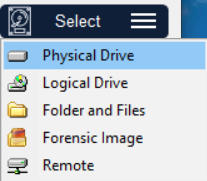 Select
Physical Drive
Logical Drive
Folder and Files
Forensic Image
Remote